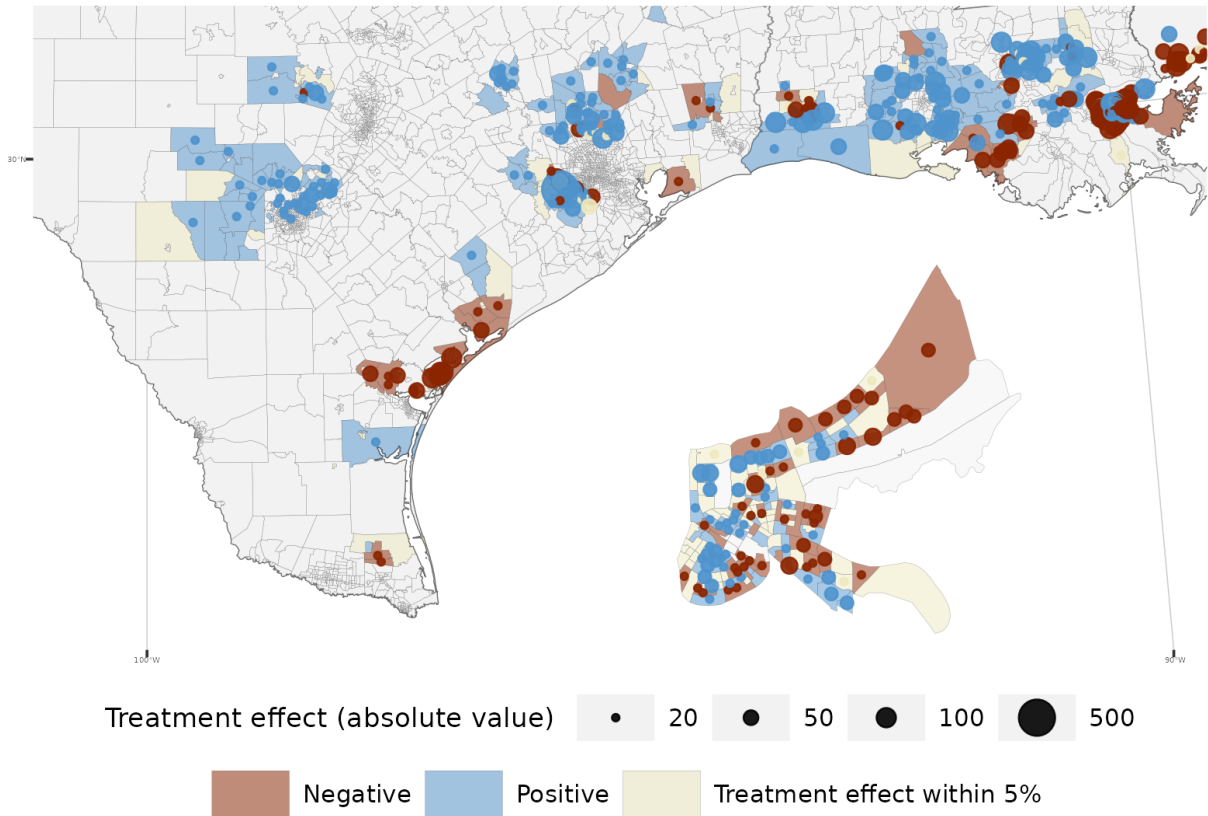 30°N
100°W
90°W
Treatment effect (absolute value) 20 50 100 500
Negative Positive Treatment effect within 5%